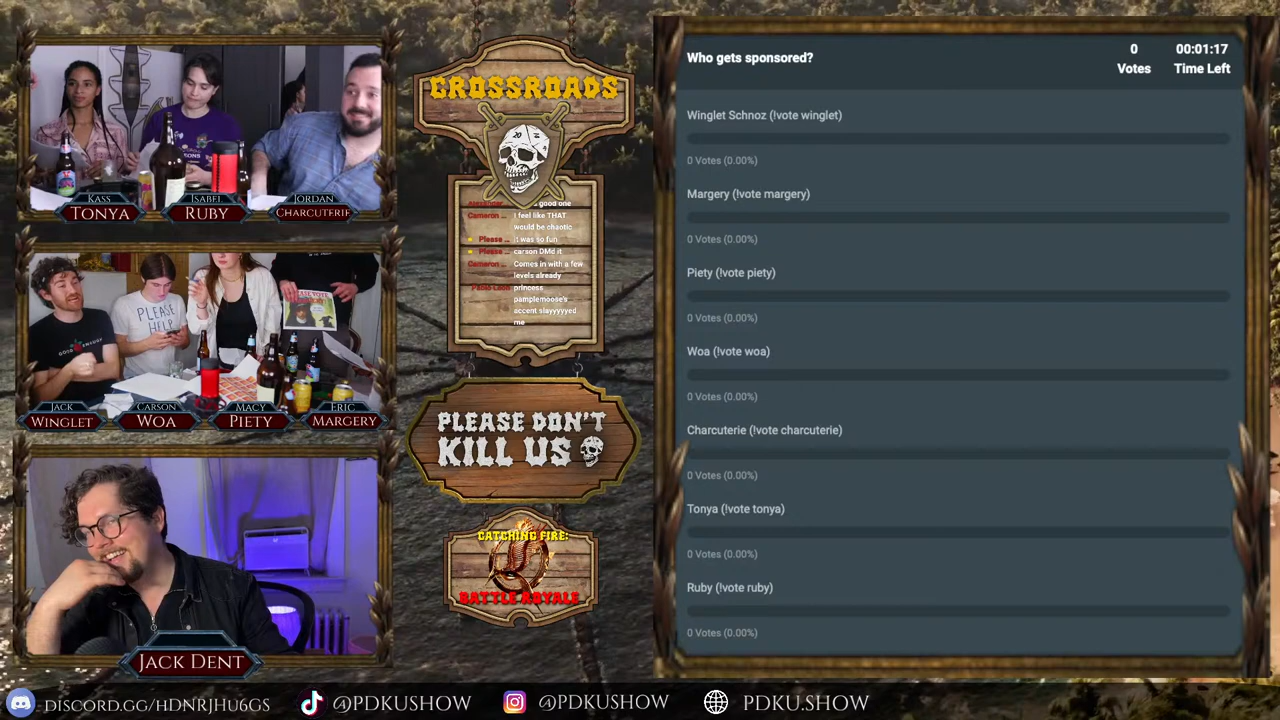 KASS
TONYA
ISABEL
RUBY
JORDAN
CHARCUTERIE
PLEASE
HELP
JACK
WINGLET
CARSON
WOA
MACY
PIETY
ERIC
MARGERY
JACK DENT
CROSSROADS
good one
Cameron ... I feel like THAT
would be chaotic
Please ... it was so fun
Please ... carson DMd it
Cameron ... Comes in with a few
levels already
princess
pamplemoose's
accent slayyyyed
me
PLEASE DON'T
KILL US
CATCHING FIRE:
BATTLE ROYALE
Who gets sponsored?
0
Votes
00:01:17
Time Left
Winglet Schnoz (!vote winglet)
0 Votes (0.00%)
Margery (!vote margery)
0 Votes (0.00%)
Piety (!vote piety)
0 Votes (0.00%)
Woa (!vote woa)
0 Votes (0.00%)
Charcuterie (!vote charcuterie)
0 Votes (0.00%)
Tonya (!vote tonya)
0 Votes (0.00%)
Ruby (!vote ruby)
0 Votes (0.00%)
DISCORD.GG/HDNRJHU6GS
@PDKUSHOW
@PDKUSHOW
PDKU.SHOW